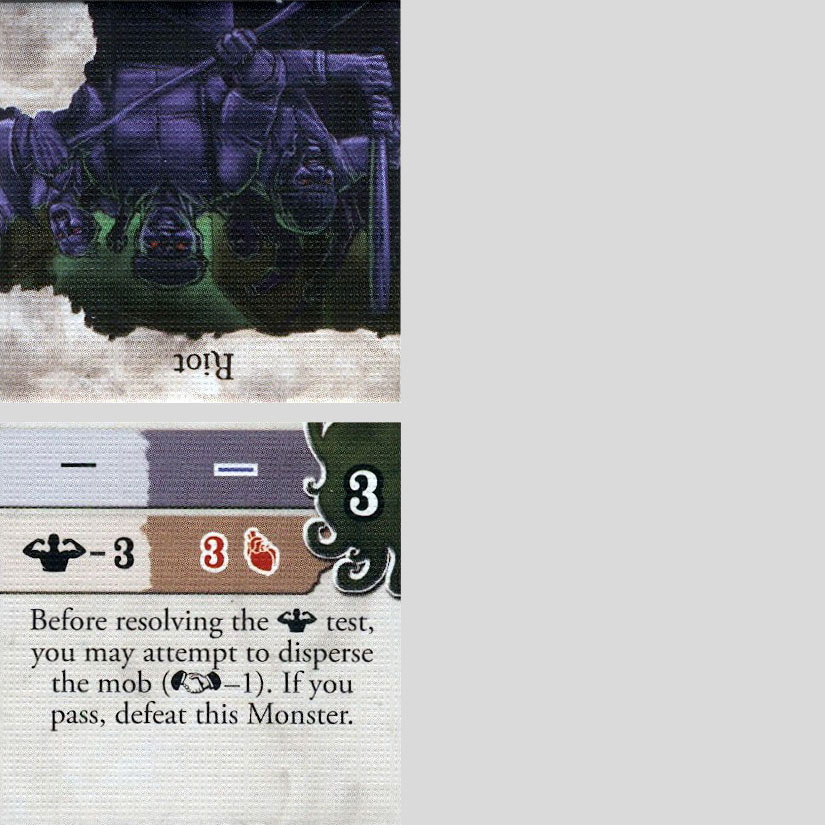 Riot
— —
3
–3 3
Before resolving the test,
you may attempt to disperse
the mob ( –1). If you
pass, defeat this Monster.